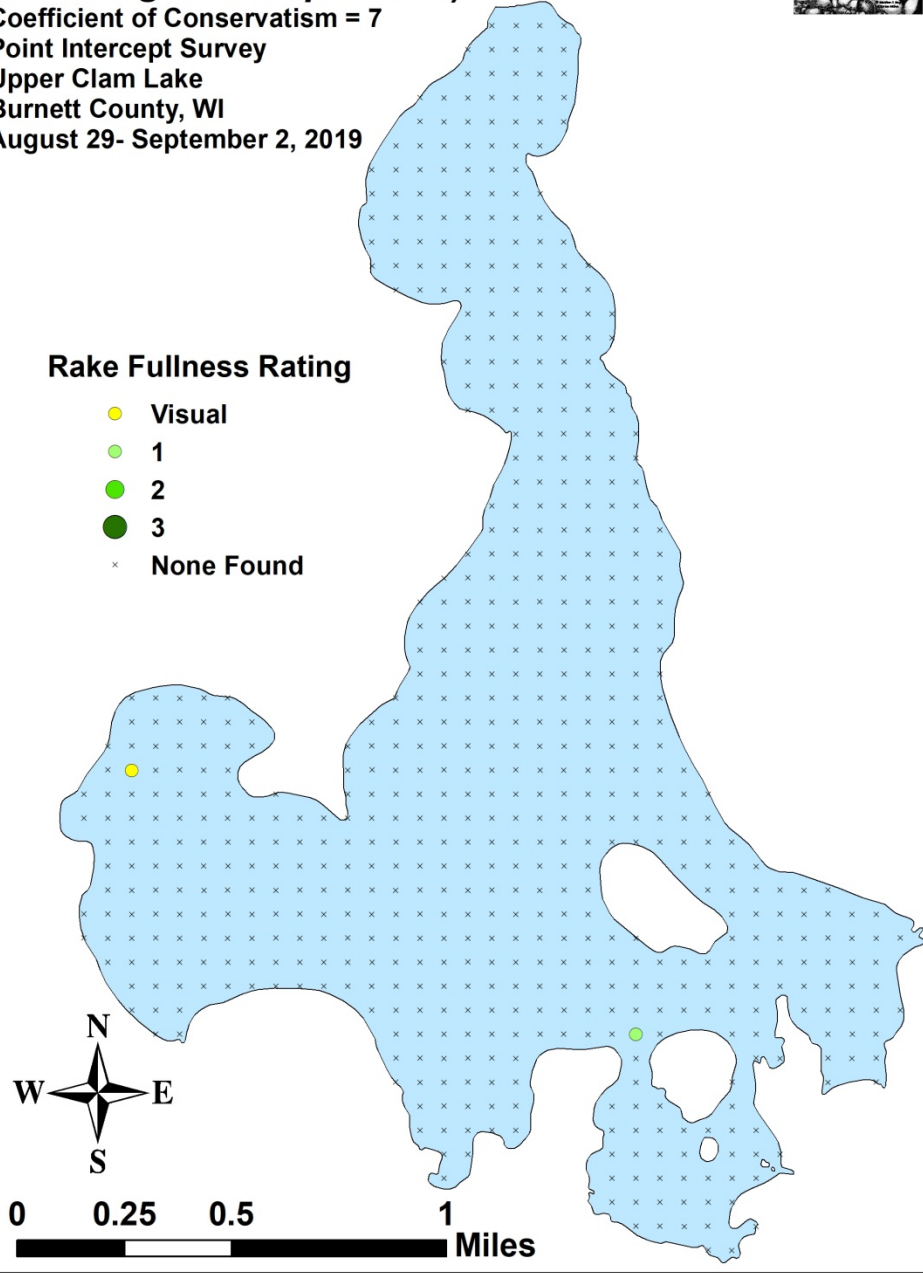 Coefficient of Conservatism = 7
Point Intercept Survey
Upper Clam Lake
Burnett County, WI
August 29- September 2, 2019
Rake Fullness Rating
Visual
1
2
3
None Found
N
W E
S
0 0.25 0.5 1
Miles